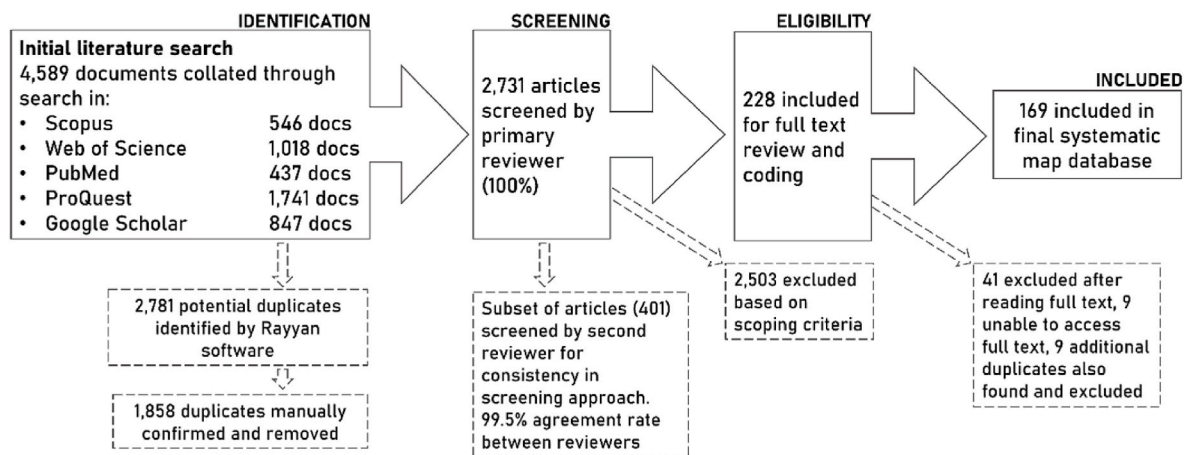 IDENTIFICATION
Initial literature search
4,589 documents collated through
search in:
• Scopus 546 docs
• Web of Science 1,018 docs
• PubMed 437 docs
• ProQuest 1,741 docs
• Google Scholar 847 docs
2,781 potential duplicates
identified by Rayyan
software
1,858 duplicates manually
confirmed and removed
SCREENING
2,731 articles
screened by
primary
reviewer
(100%)
Subset of articles (401)
screened by second
reviewer for
consistency in
screening approach.
99.5% agreement rate
between reviewers
2,503 excluded
based on
scoping criteria
ELIGIBILITY
228 included
for full text
review and
coding
41 excluded after
reading full text, 9
unable to access
full text, 9 additional
duplicates also
found and excluded
INCLUDED
169 included in
final systematic
map database